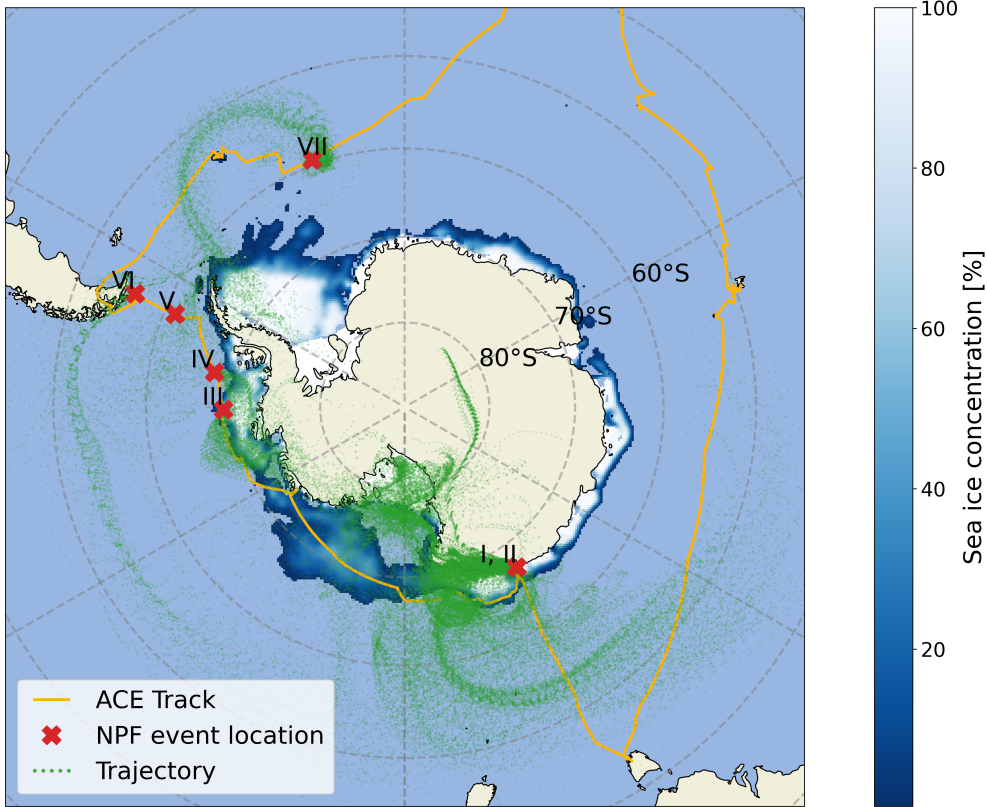 VII
VI
V
IV
III
I, II
60°S
70°S
80°S
ACE Track
NPF event location
Trajectory
100
80
60
40
20
Sea ice concentration [%]